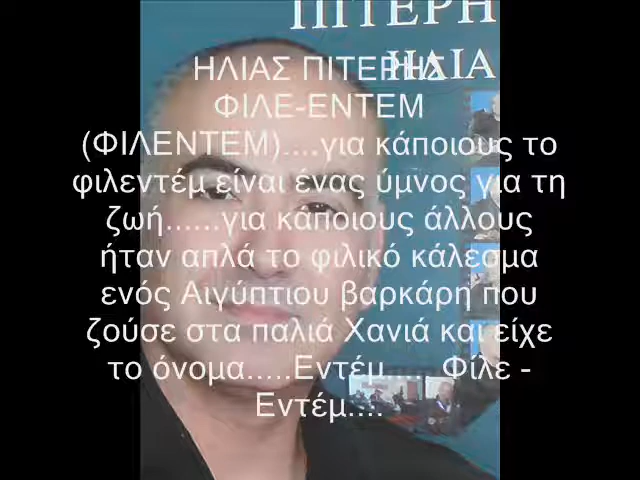 ΠΙΤΕΡΗ
ΗΛΙΑ
ΗΛΙΑΣ ΠΙΤΕΡΗΣ
ΦΙΛΕ-ΕΝΤΕΜ
(ΦΙΛΕΝΤΕΜ)....για κάποιους το
φιλεντέμ είναι ένας ύμνος για τη
ζωή......για κάποιους άλλους
ήταν απλά το φιλικό κάλεσμα
ενός Αιγύπτιου βαρκάρη που
ζούσε στα παλιά Χανιά και είχε
το όνομα.....Εντέμ..... Φίλε -
Εντέμ....